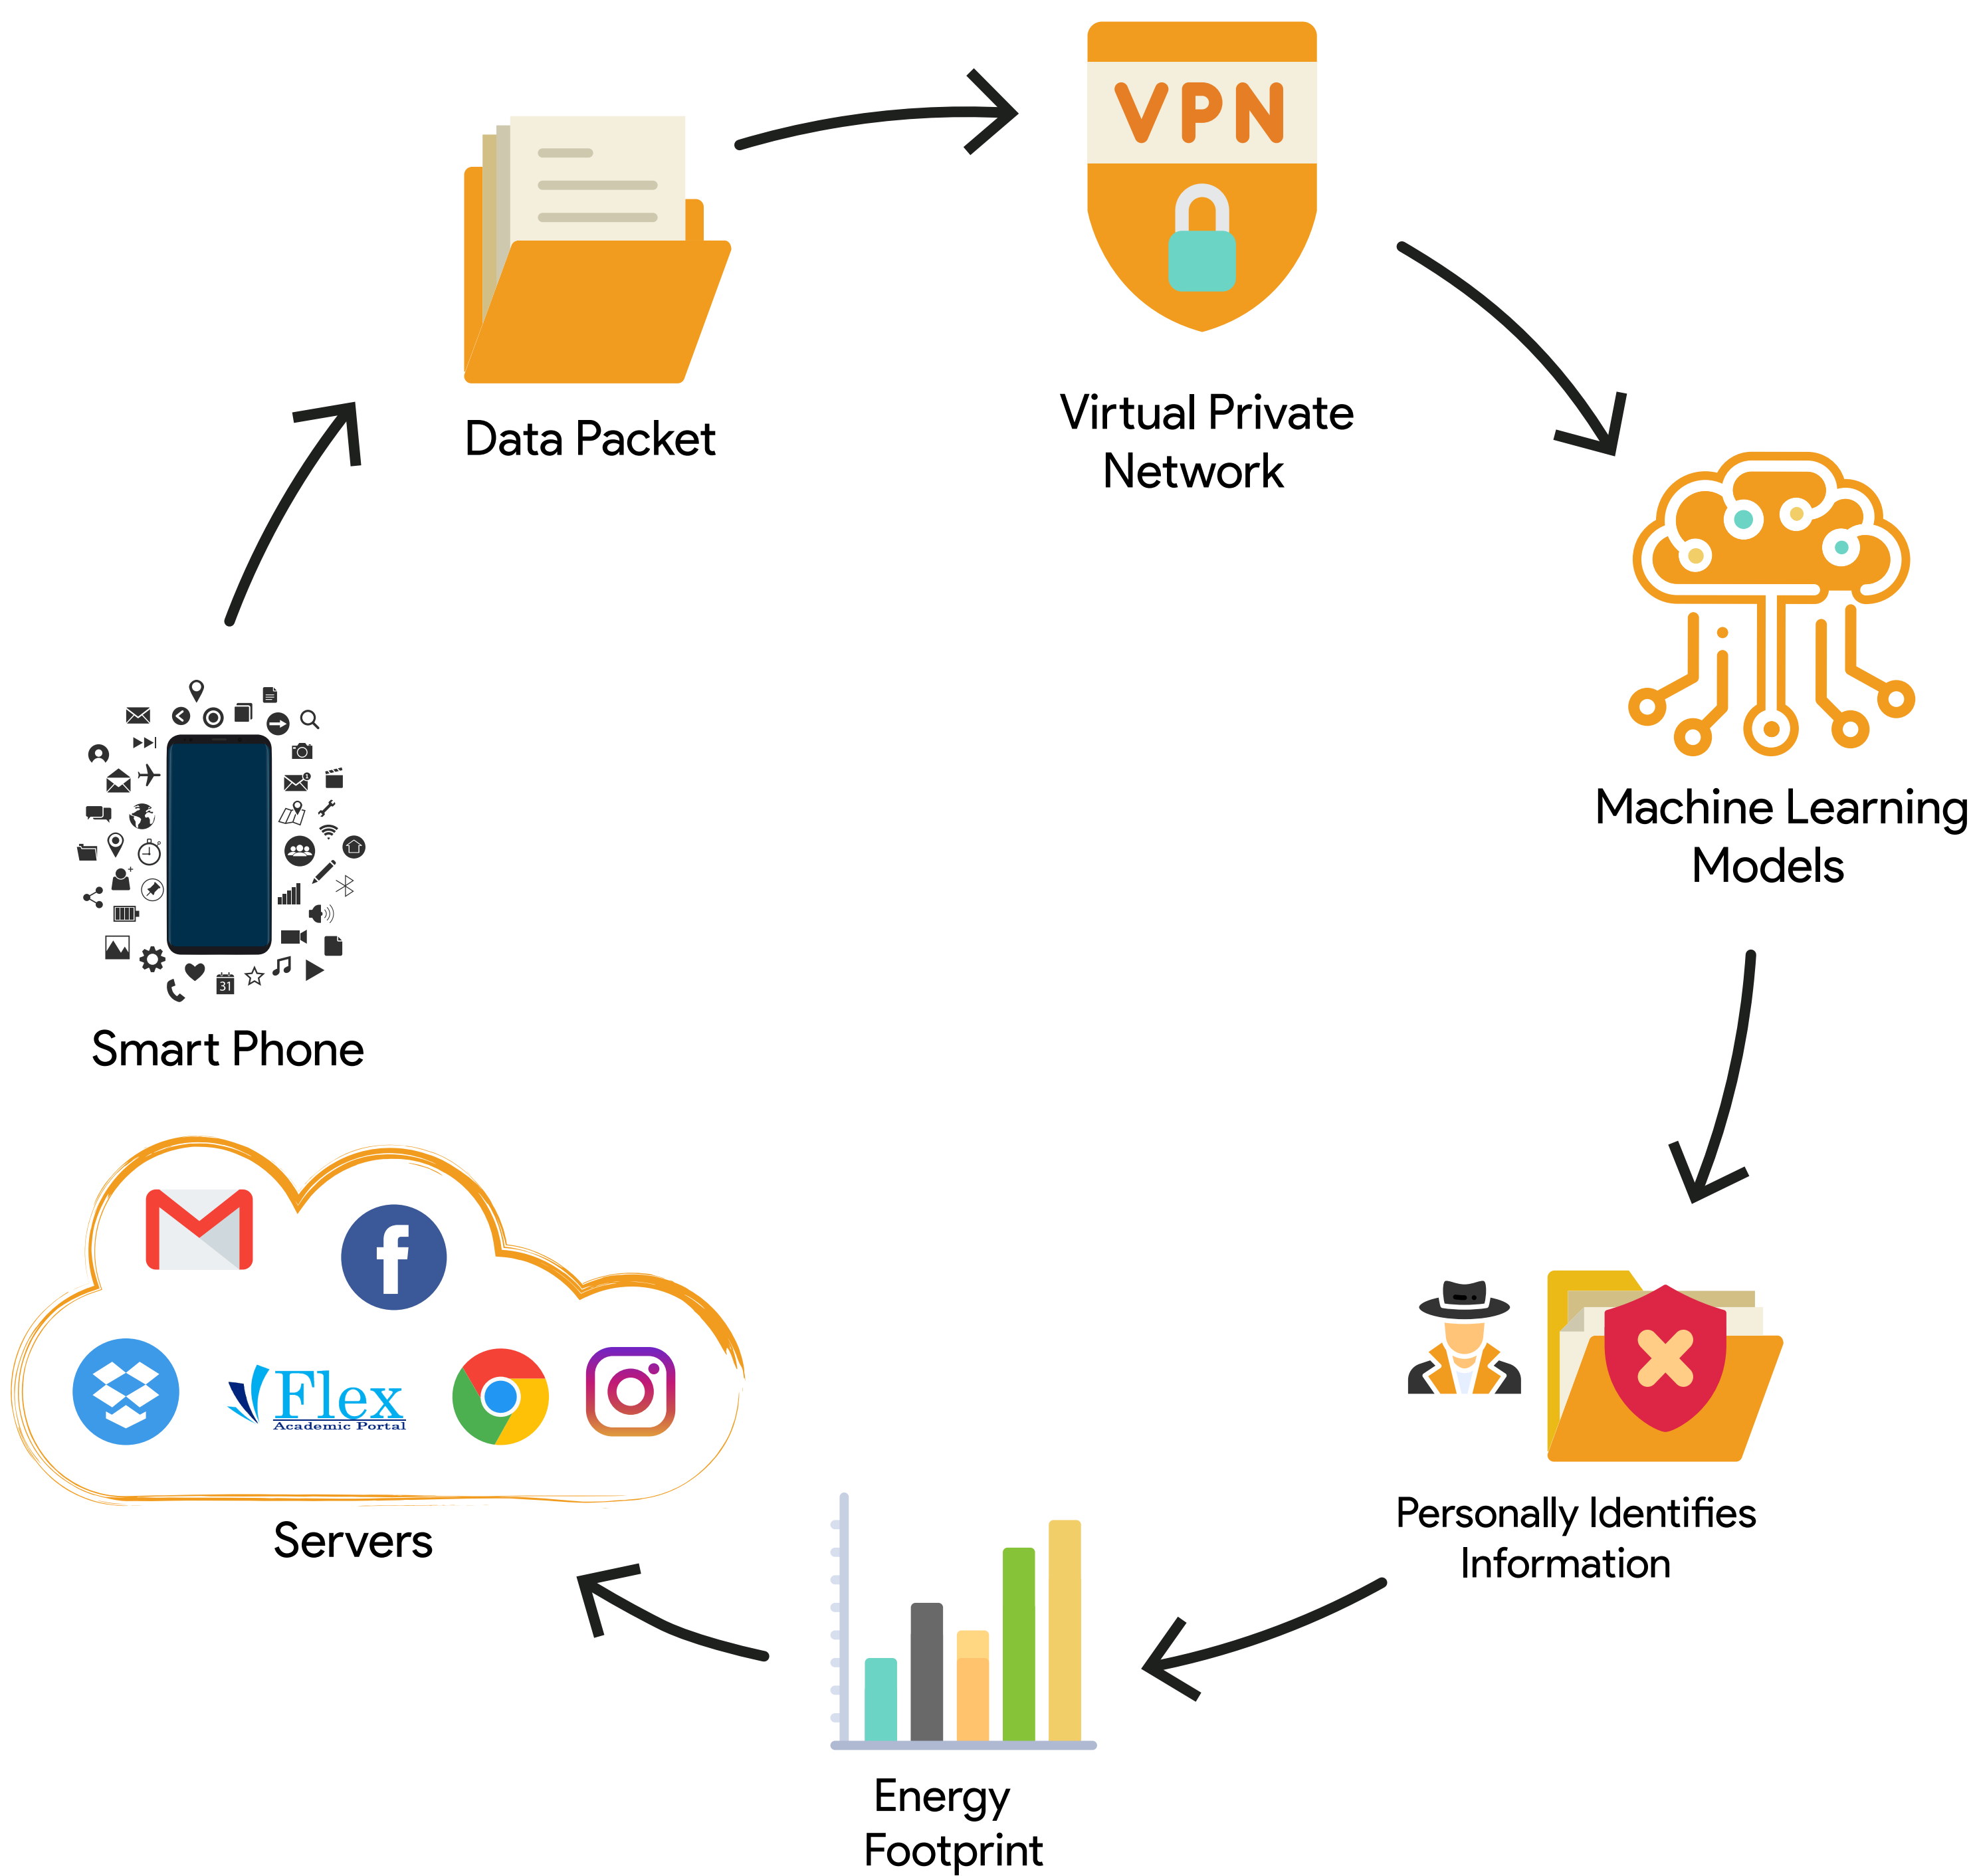 VPN
Data Packet
Virtual Private
Network
Machine Learning
Models
31
Smart Phone
f
Flex
Academic Portal
Servers
Personally Identifies
Information
Energy
Footprint